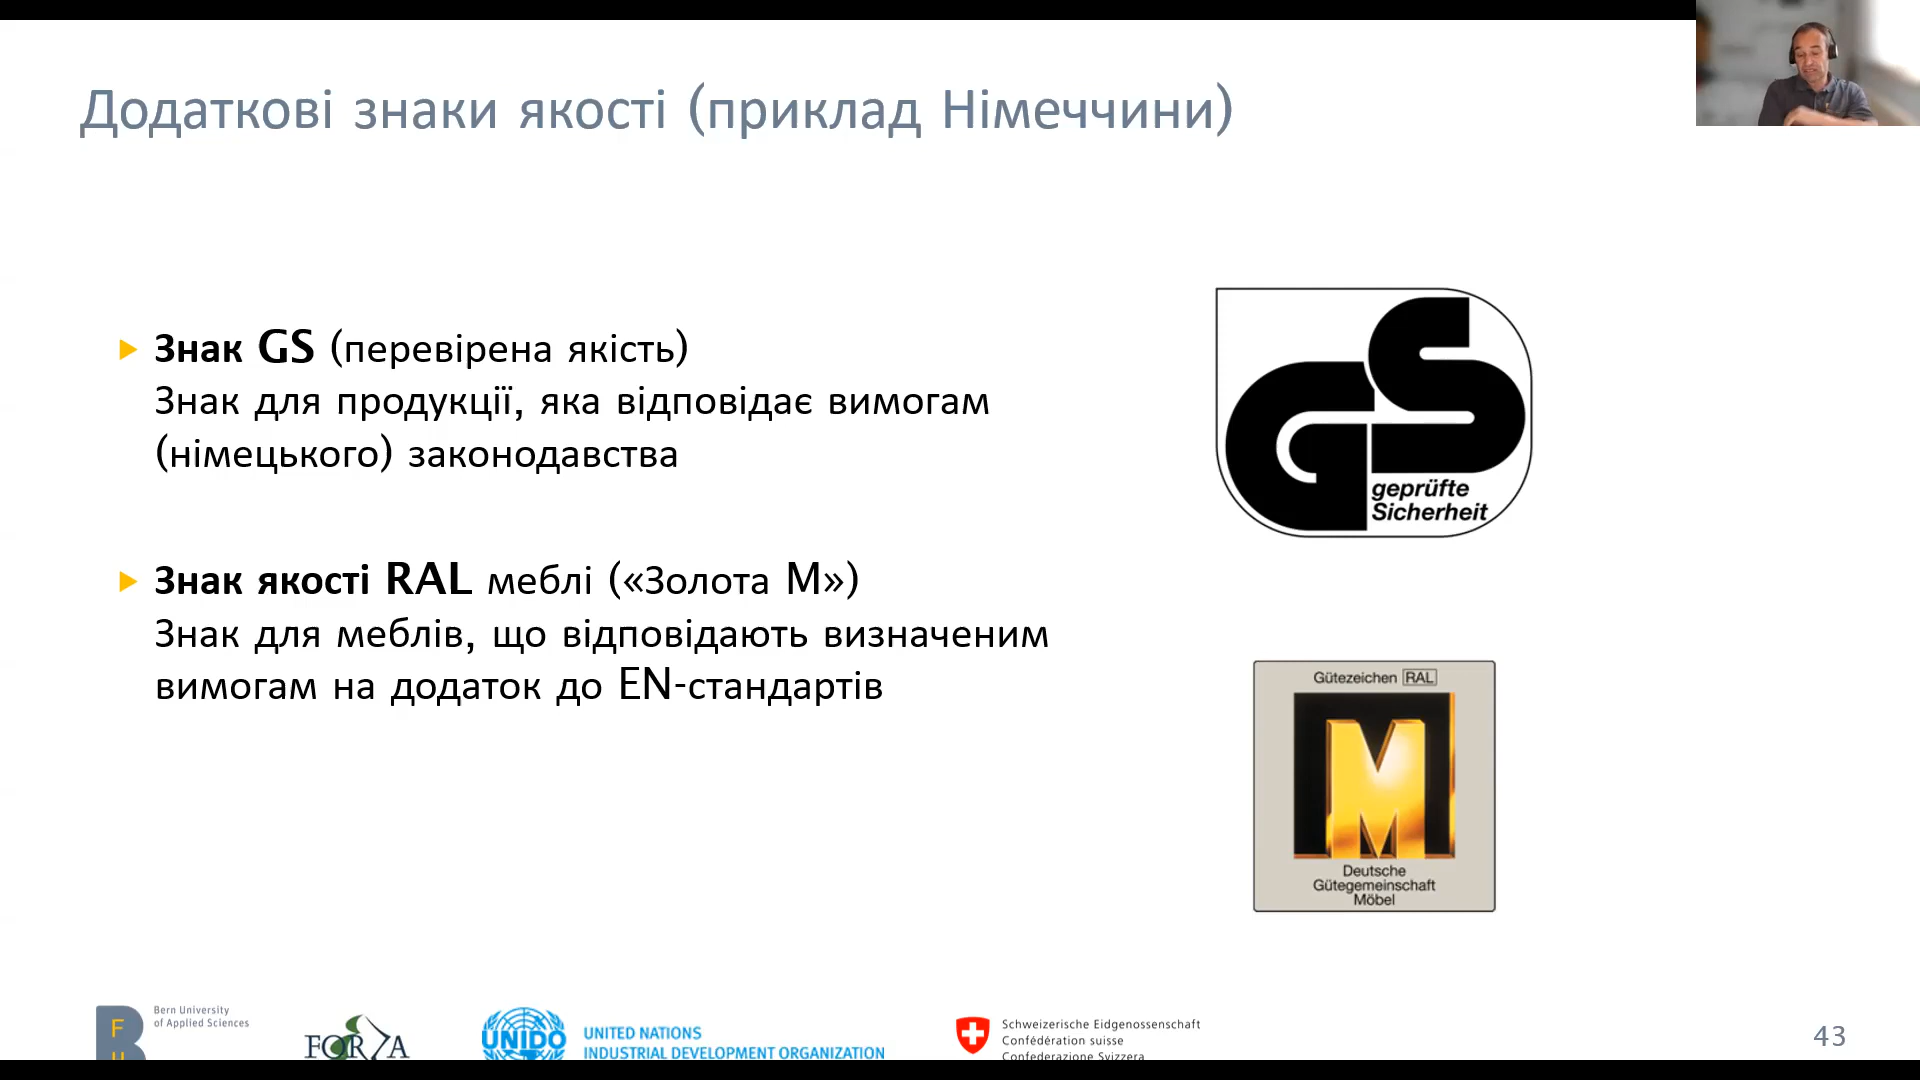 Додаткові знаки якості (приклад Німеччини)
Знак GS (перевірена якість)
Знак для продукції, яка відповідає вимогам
(німецького) законодавства
GS
geprüfte
Sicherheit
Знак якості RAL меблі («Золота М»)
Знак для меблів, що відповідають визначеним
вимогам на додаток до EN-стандартів
Gütezeichen RAL
M
Deutsche
Gütegemeinschaft
Möbel
Bern University
of Applied Sciences
FORZA
UNIDO
UNITED NATIONS
INDUSTRIAL DEVELOPMENT ORGANIZATION
Schweizerische Eidgenossenschaft
Confédération suisse
Confederazione Svizzera
43